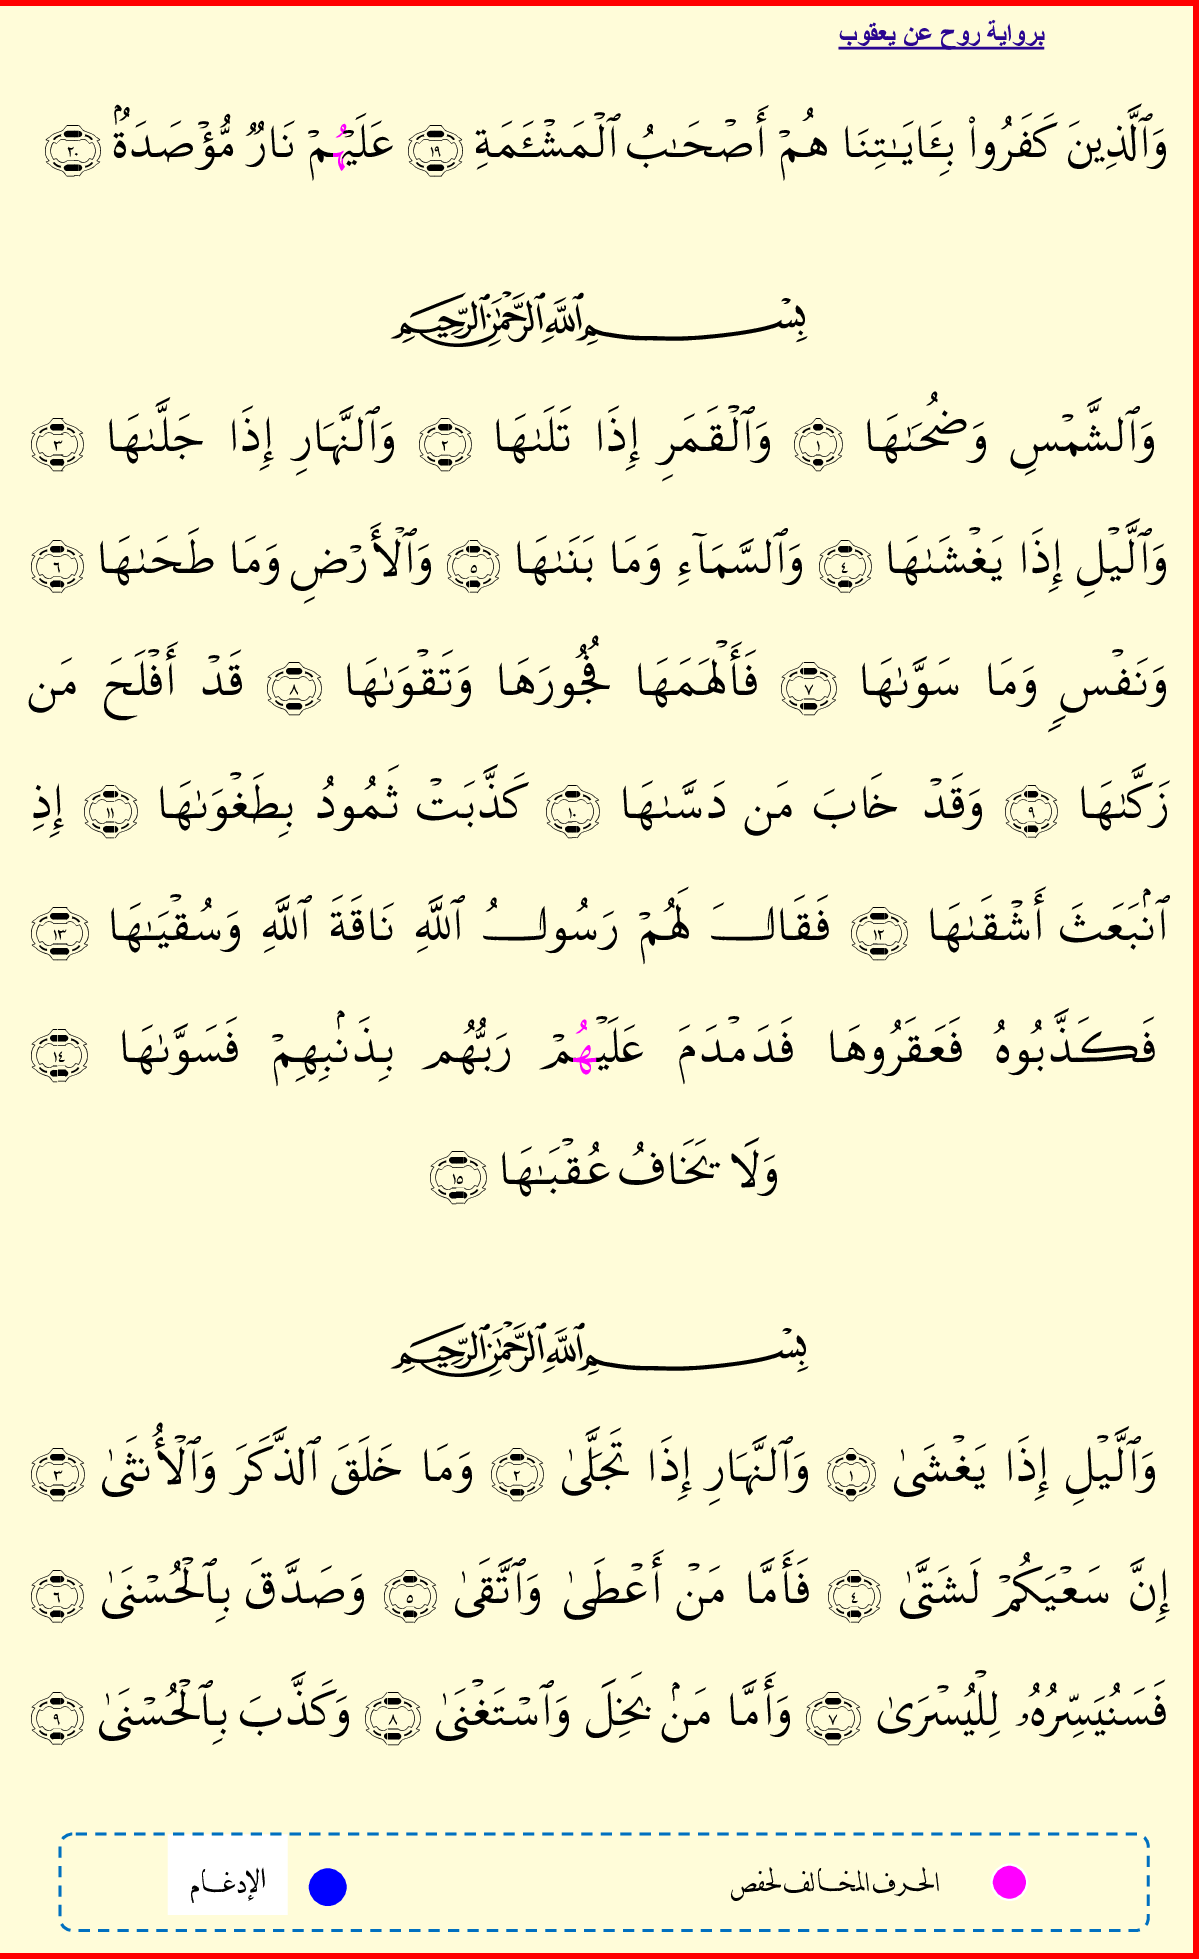 برواية روح عن يعقوب
وَٱلَّذِينَ كَفَرُواْ بِـَٔايَـٰتِنَا هُمۡ أَصۡحَـٰبُ ٱلۡمَشۡـَٔمَةِ ١٩ عَلَيۡهُمۡ نَارٌ مُّؤۡصَدَةُۢ ٢٠
بِسۡمِ ٱللَّهِ ٱلرَّحۡمَـٰنِ ٱلرَّحِيمِ
وَٱلشَّمۡسِ وَضُحَىٰهَا ١ وَٱلۡقَمَرِ إِذَا تَلَىٰهَا ٢ وَٱلنَّهَارِ إِذَا جَلَّىٰهَا ٣
وَٱلَّيۡلِ إِذَا يَغۡشَىٰهَا ٤ وَٱلسَّمَآءِ وَمَا بَنَىٰهَا ٥ وَٱلۡأَرۡضِ وَمَا طَحَىٰهَا ٦
وَنَفۡسٖ وَمَا سَوَّىٰهَا ٧ فَأَلۡهَمَهَا فُجُورَهَا وَتَقۡوَىٰهَا ٨ قَدۡ أَفۡلَحَ مَن
زَكَّىٰهَا ٩ وَقَدۡ خَابَ مَن دَسَّىٰهَا ١٠ كَذَّبَتۡ ثَمُودُ بِطَغۡوَىٰهَا ١١ إِذِ
ٱنۢبَعَثَ أَشۡقَىٰهَا ١٢ فَقَالَ لَهُمۡ رَسُولُ ٱللَّهِ نَاقَةَ ٱللَّهِ وَسُقۡيَـٰهَا ١٣
فَكَذَّبُوهُ فَعَقَرُوهَا فَدَمۡدَمَ عَلَيۡهُمۡ رَبُّهُم بِذَنۢبِهِمۡ فَسَوَّىٰهَا ١٤
وَلَا يَخَافُ عُقۡبَـٰهَا ١٥
بِسۡمِ ٱللَّهِ ٱلرَّحۡمَـٰنِ ٱلرَّحِيمِ
وَٱلَّيۡلِ إِذَا يَغۡشَىٰ ١ وَٱلنَّهَارِ إِذَا تَجَلَّىٰ ٢ وَمَا خَلَقَ ٱلذَّكَرَ وَٱلۡأُنثَىٰ ٣
إِنَّ سَعۡيَكُمۡ لَشَتَّىٰ ٤ فَأَمَّا مَنۡ أَعۡطَىٰ وَٱتَّقَىٰ ٥ وَصَدَّقَ بِٱلۡحُسۡنَىٰ ٦
فَسَنُيَسِّرُهُۥ لِلۡيُسۡرَىٰ ٧ وَأَمَّا مَنۢ بَخِلَ وَٱسۡتَغۡنَىٰ ٨ وَكَذَّبَ بِٱلۡحُسۡنَىٰ ٩
الحرف المخالف لحفص الإدغام